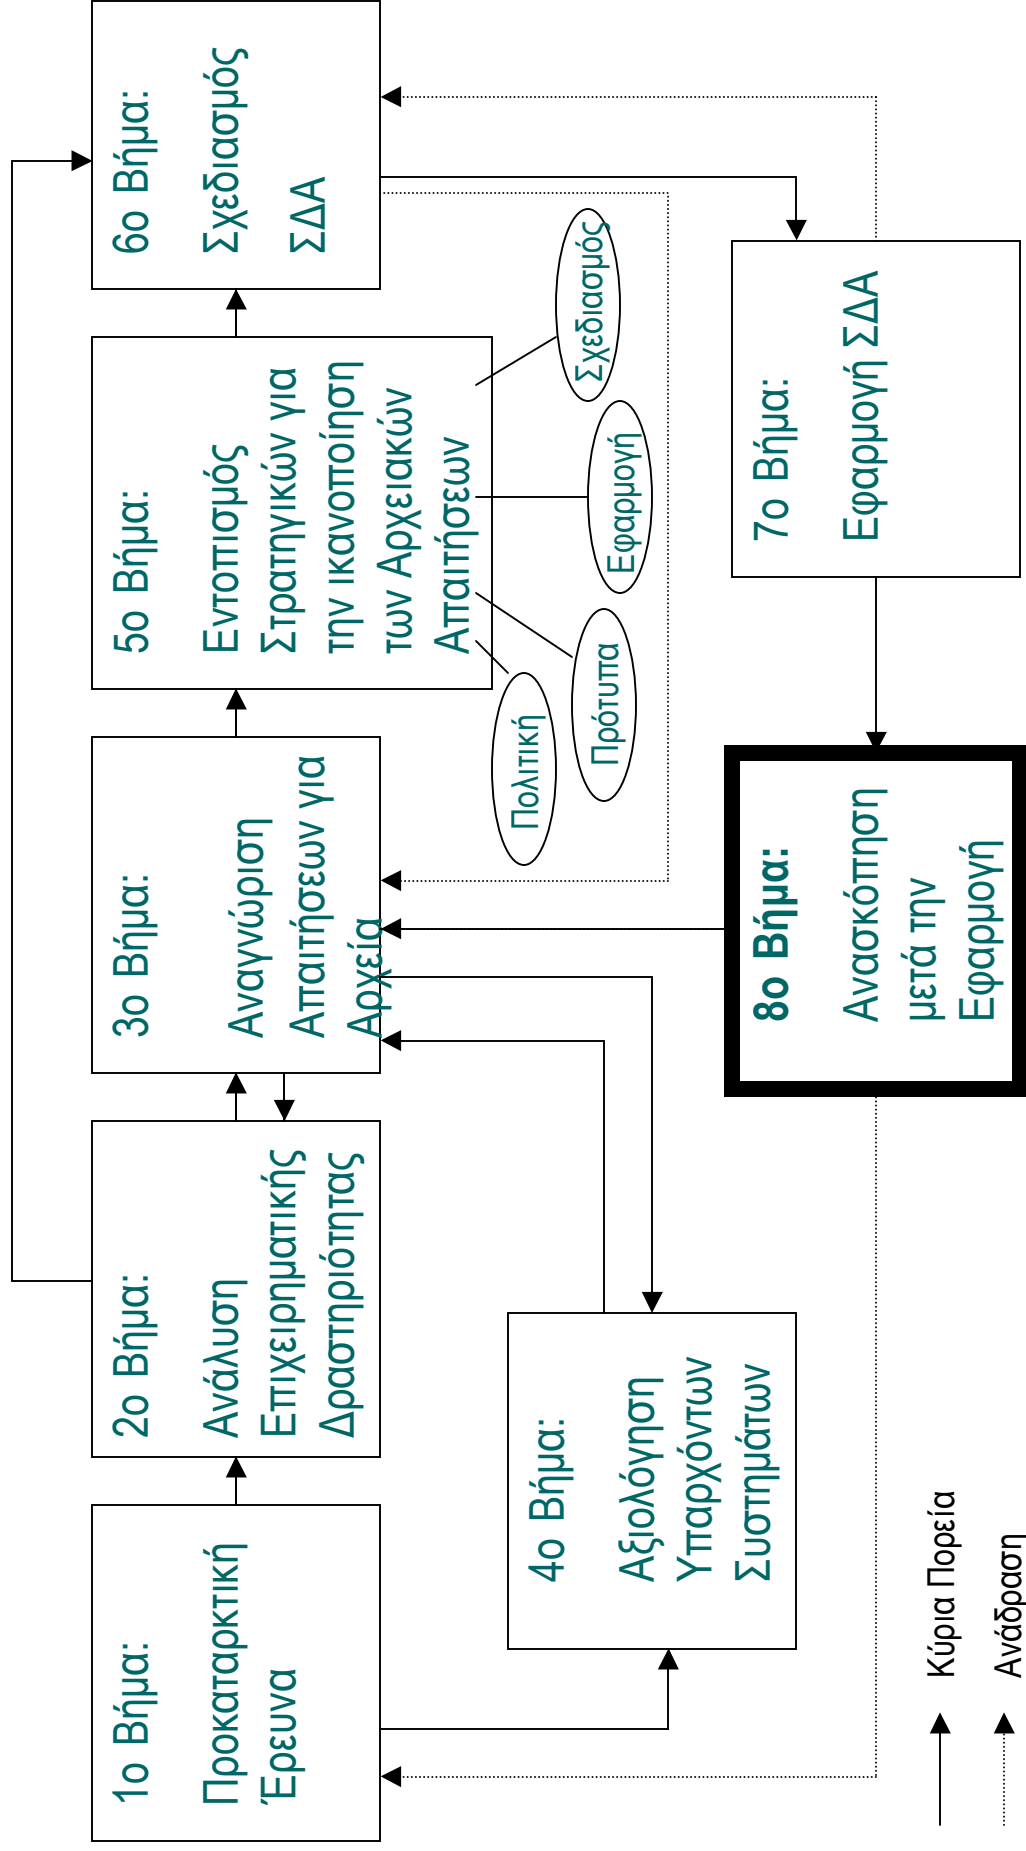 1ο Βήμα:
Προκαταρκτική
Έρευνα
2ο Βήμα:
Ανάλυση
Επιχειρηματικής
Δραστηριότητας
3ο Βήμα:
Αναγνώριση
Απαιτήσεων για
Αρχεία
5ο Βήμα:
Εντοπισμός
Στρατηγικών για
την ικανοποίηση
των Αρχειακών
Απαιτήσεων
6ο Βήμα:
Σχεδιασμός
ΣΔΑ
Πολιτική
Πρότυπα
Εφαρμογή
Σχεδιασμός
4ο Βήμα:
Αξιολόγηση
Υπαρχόντων
Συστημάτων
8ο Βήμα:
Ανασκόπηση
μετά την
Εφαρμογή
7ο Βήμα:
Εφαρμογή ΣΔΑ
Κύρια Πορεία
Ανάδραση